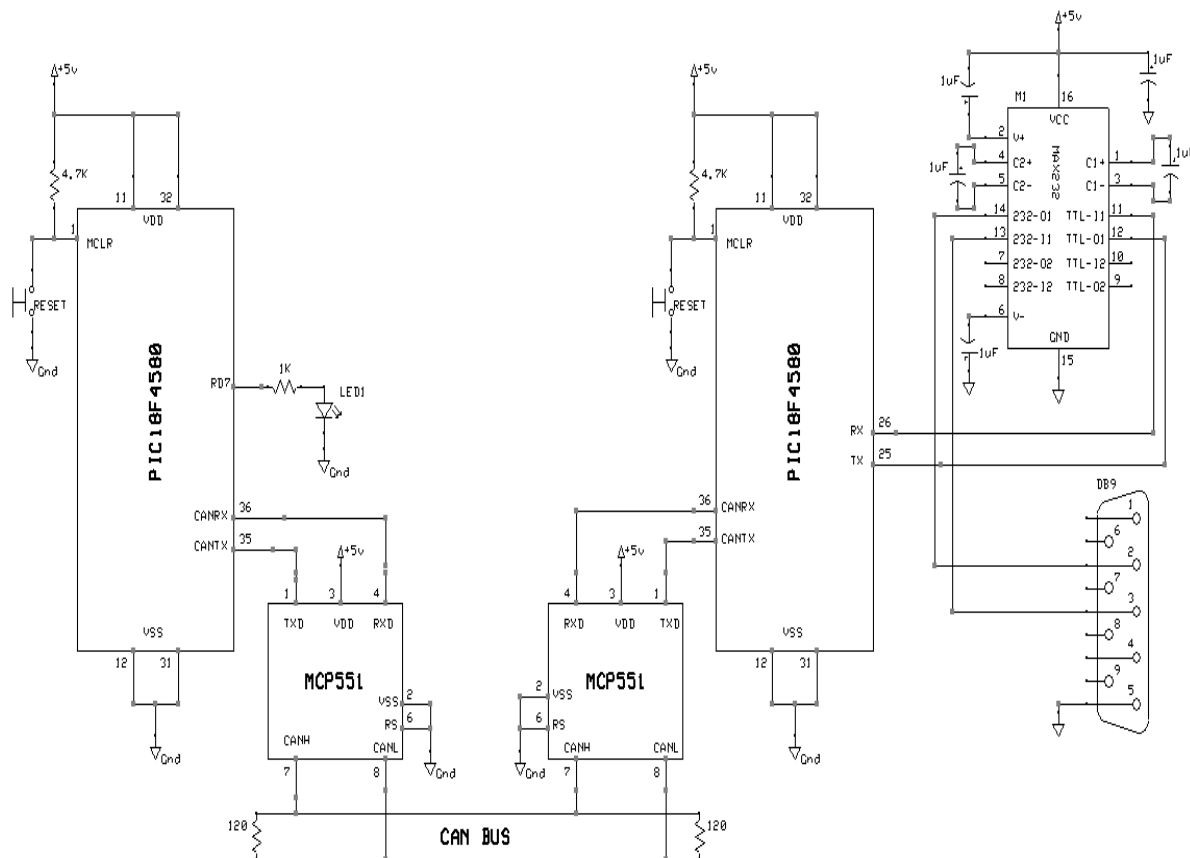 +5v
4.7K
11
32
VDD
1
MCLR
RESET
Gnd
PIC18F4580
RD7
1K
LED1
Gnd
CANRX
36
CANTX
35
VSS
12
31
Gnd
+5v
1
3
4
TXD
VDD
RXD
MCP551
VSS
2
RS
6
Gnd
CANH
CANL
7
8
120
CAN BUS
120
+5v
4.7K
11
32
VDD
1
MCLR
RESET
Gnd
PIC18F4580
RX
26
TX
25
36
CANRX
35
CANTX
VSS
12
31
Gnd
+5v
4
3
1
RXD
VDD
TXD
MCP551
2
VSS
6
RS
Gnd
CANH
CANL
7
8
+5v
1uF
1uF
M1
16
VCC
MAX232
2
V+
4
C2+
5
C2-
1uF
1
C1+
3
C1-
14
232-O1
TTL-I1
11
13
232-I1
TTL-O1
12
7
232-O2
TTL-I2
10
8
232-I2
TTL-O2
9
6
V-
1uF
GND
15
DB9
1
6
2
7
3
8
4
9
5